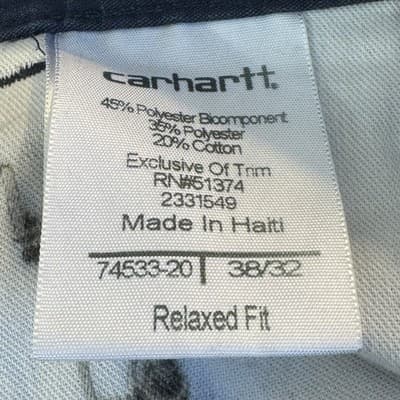 carhartt.
45% Polyester Bicomponent
35% Polyester
20% Cotton
Exclusive Of Trim
RN#51374
2331549
Made In Haiti
74533-20 38/32
Relaxed Fit